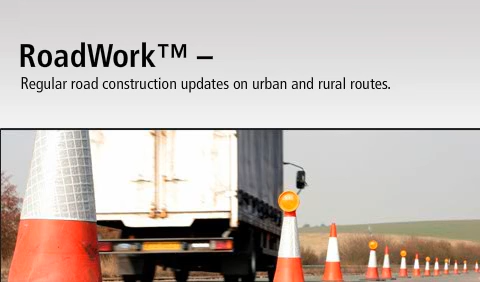 RoadWork™ –
Regular road construction updates on urban and rural routes.